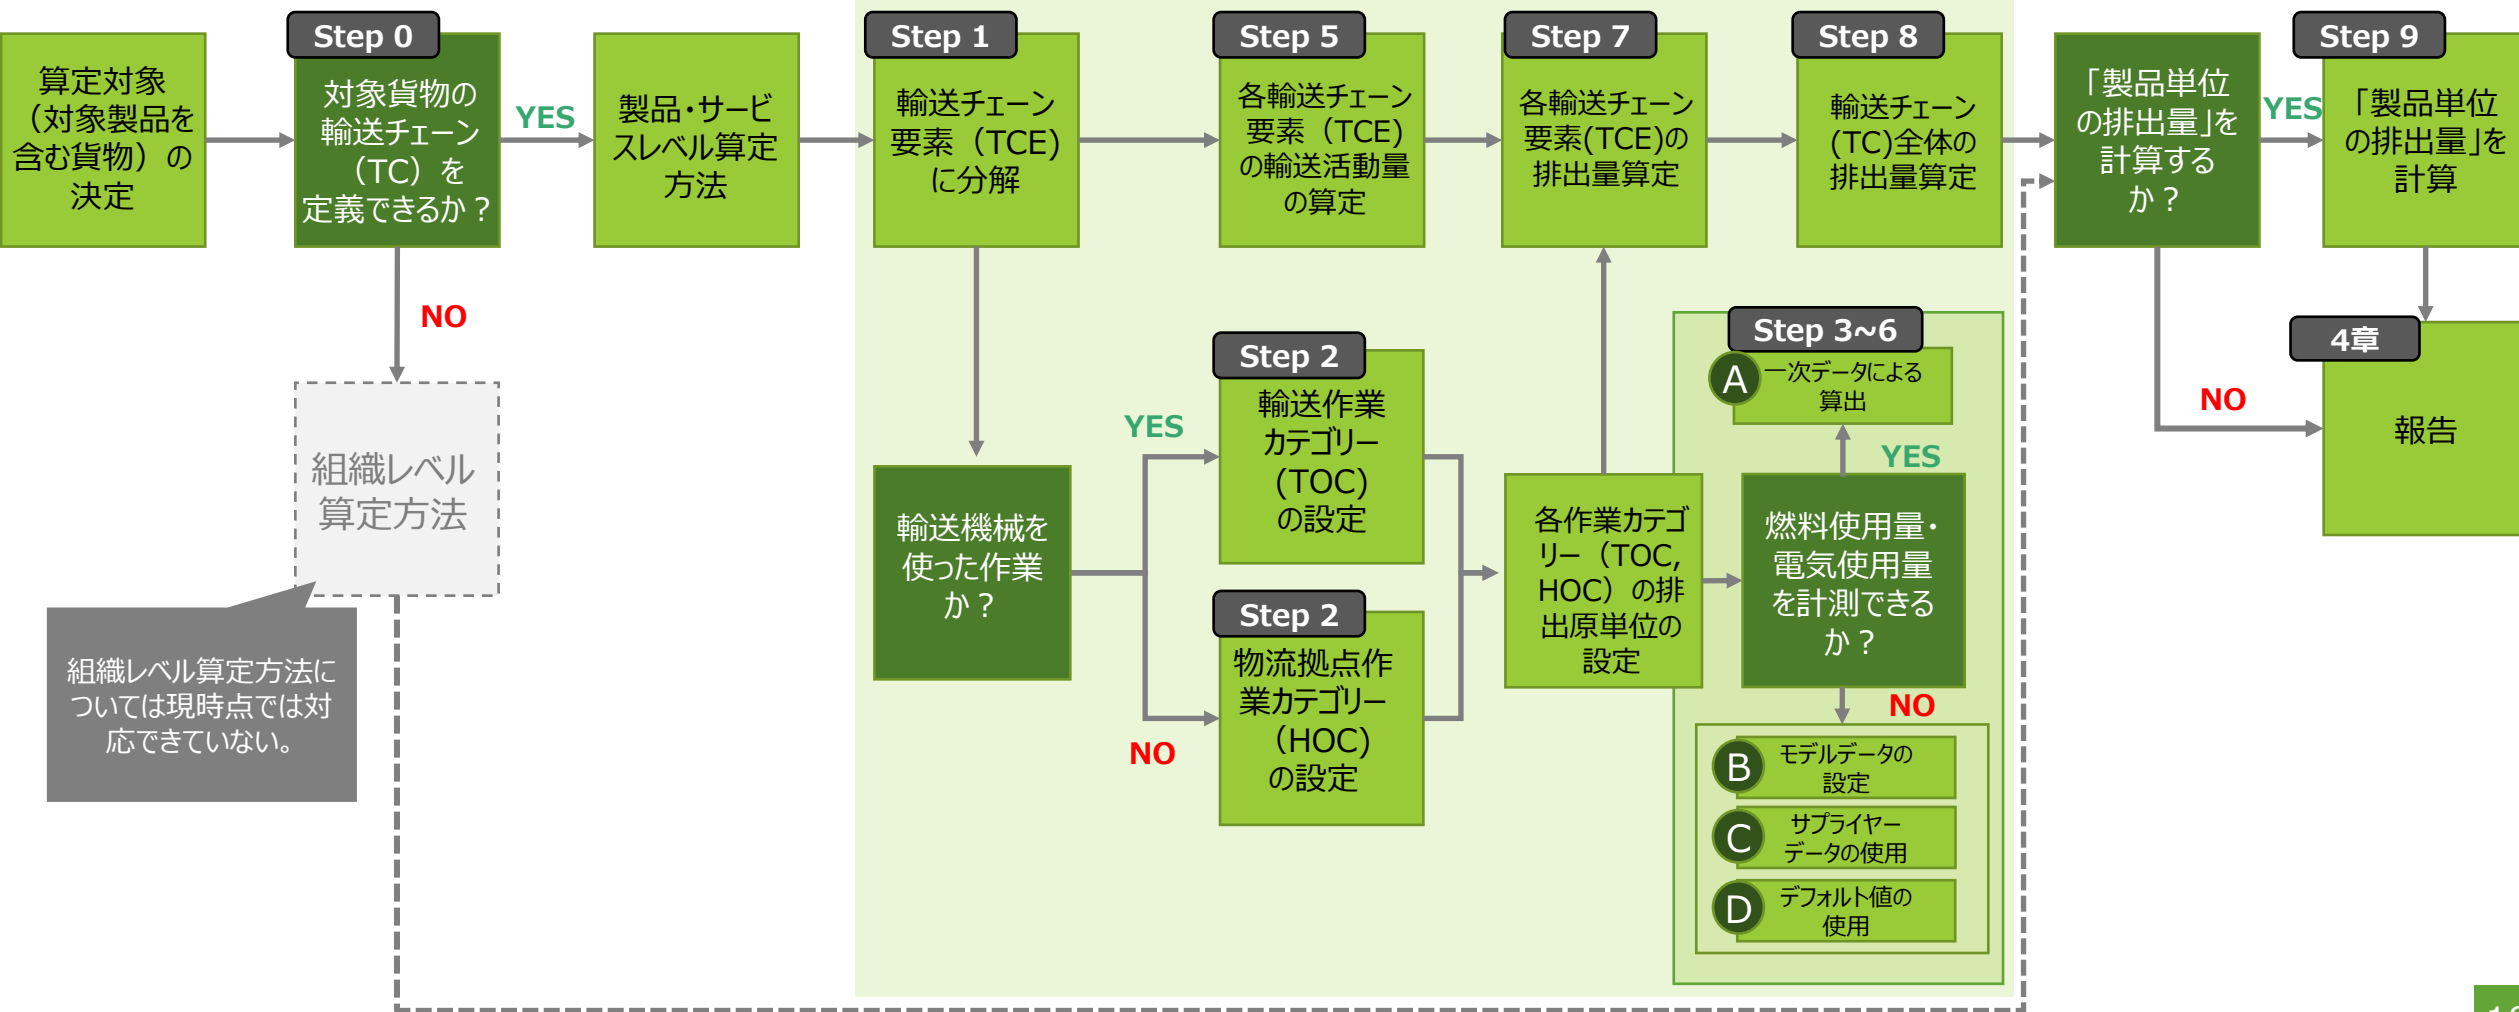 算定対象
（対象製品を
含む貨物）の
決定
Step 0
対象貨物の
輸送チェーン
（TC）を
定義できるか？
YES
NO
製品・サービ
スレベル算定
方法
組織レベル
算定方法
組織レベル算定方法に
ついては現時点では対
応できていない。
Step 1
輸送チェーン
要素（TCE)
に分解
Step 5
各輸送チェーン
要素（TCE)
の輸送活動量
の算定
Step 7
各輸送チェーン
要素(TCE)の
排出量算定
Step 8
輸送チェーン
(TC)全体の
排出量算定
輸送機械を
使った作業
か？
YES
NO
Step 2
輸送作業
カテゴリー
(TOC)
の設定
Step 2
物流拠点作
業カテゴリー
（HOC)
の設定
各作業カテゴ
リー（TOC,
HOC）の排
出原単位の
設定
Step 3~6
A
一次データによる
算出
YES
燃料使用量・
電気使用量
を計測できる
か？
NO
B
モデルデータの
設定
C
サプライヤー
データの使用
D
デフォルト値の
使用
「製品単位
の排出量」を
計算する
か？
YES
NO
Step 9
「製品単位
の排出量」を
計算
4章
報告